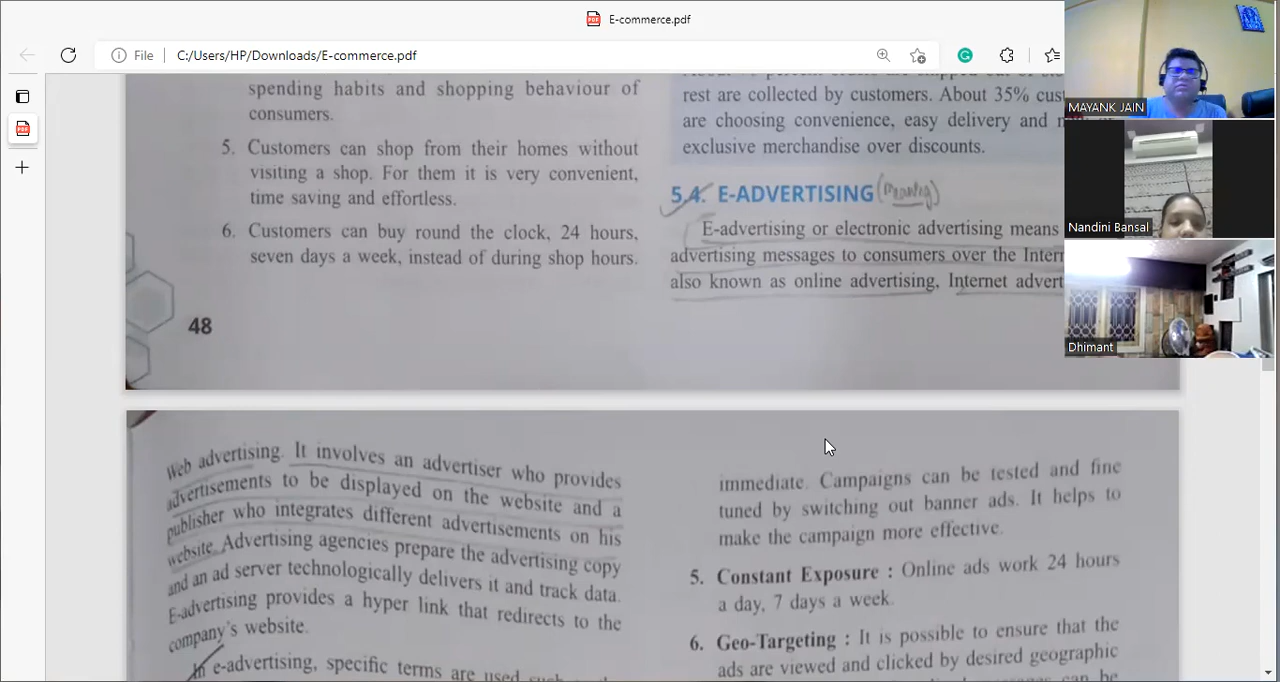 E-commerce.pdf
File
C:/Users/HP/Downloads/E-commerce.pdf
spending habits and shopping behaviour of
consumers.
5. Customers can shop from their homes without
visiting a shop. For them it is very convenient,
time saving and effortless.
6. Customers can buy round the clock, 24 hours,
seven days a week, instead of during shop hours.
48
rest are collected by customers. About 35% cust
are choosing convenience, easy delivery and
exclusive merchandise over discounts.
5.4. E-ADVERTISING (meaning)
E-advertising or electronic advertising means
advertising messages to consumers over the Inter
also known as online advertising, Internet advert
Web advertising. It involves an advertiser who provides
advertisements to be displayed on the website and a
publisher who integrates different advertisements on his
website. Advertising agencies prepare the advertising copy
and an ad server technologically delivers it and track data.
E-advertising provides a hyper link that redirects to the
company's website.
In e-advertising, specific terms are used
immediate. Campaigns can be tested and fine
tuned by switching out banner ads. It helps to
make the campaign more effective.
5. Constant Exposure : Online ads work 24 hours
a day, 7 days a week.
6. Geo-Targeting : It is possible to ensure that the
ads are viewed and clicked by desired geographic
can be
MAYANK JAIN
Nandini Bansal
Dhimant